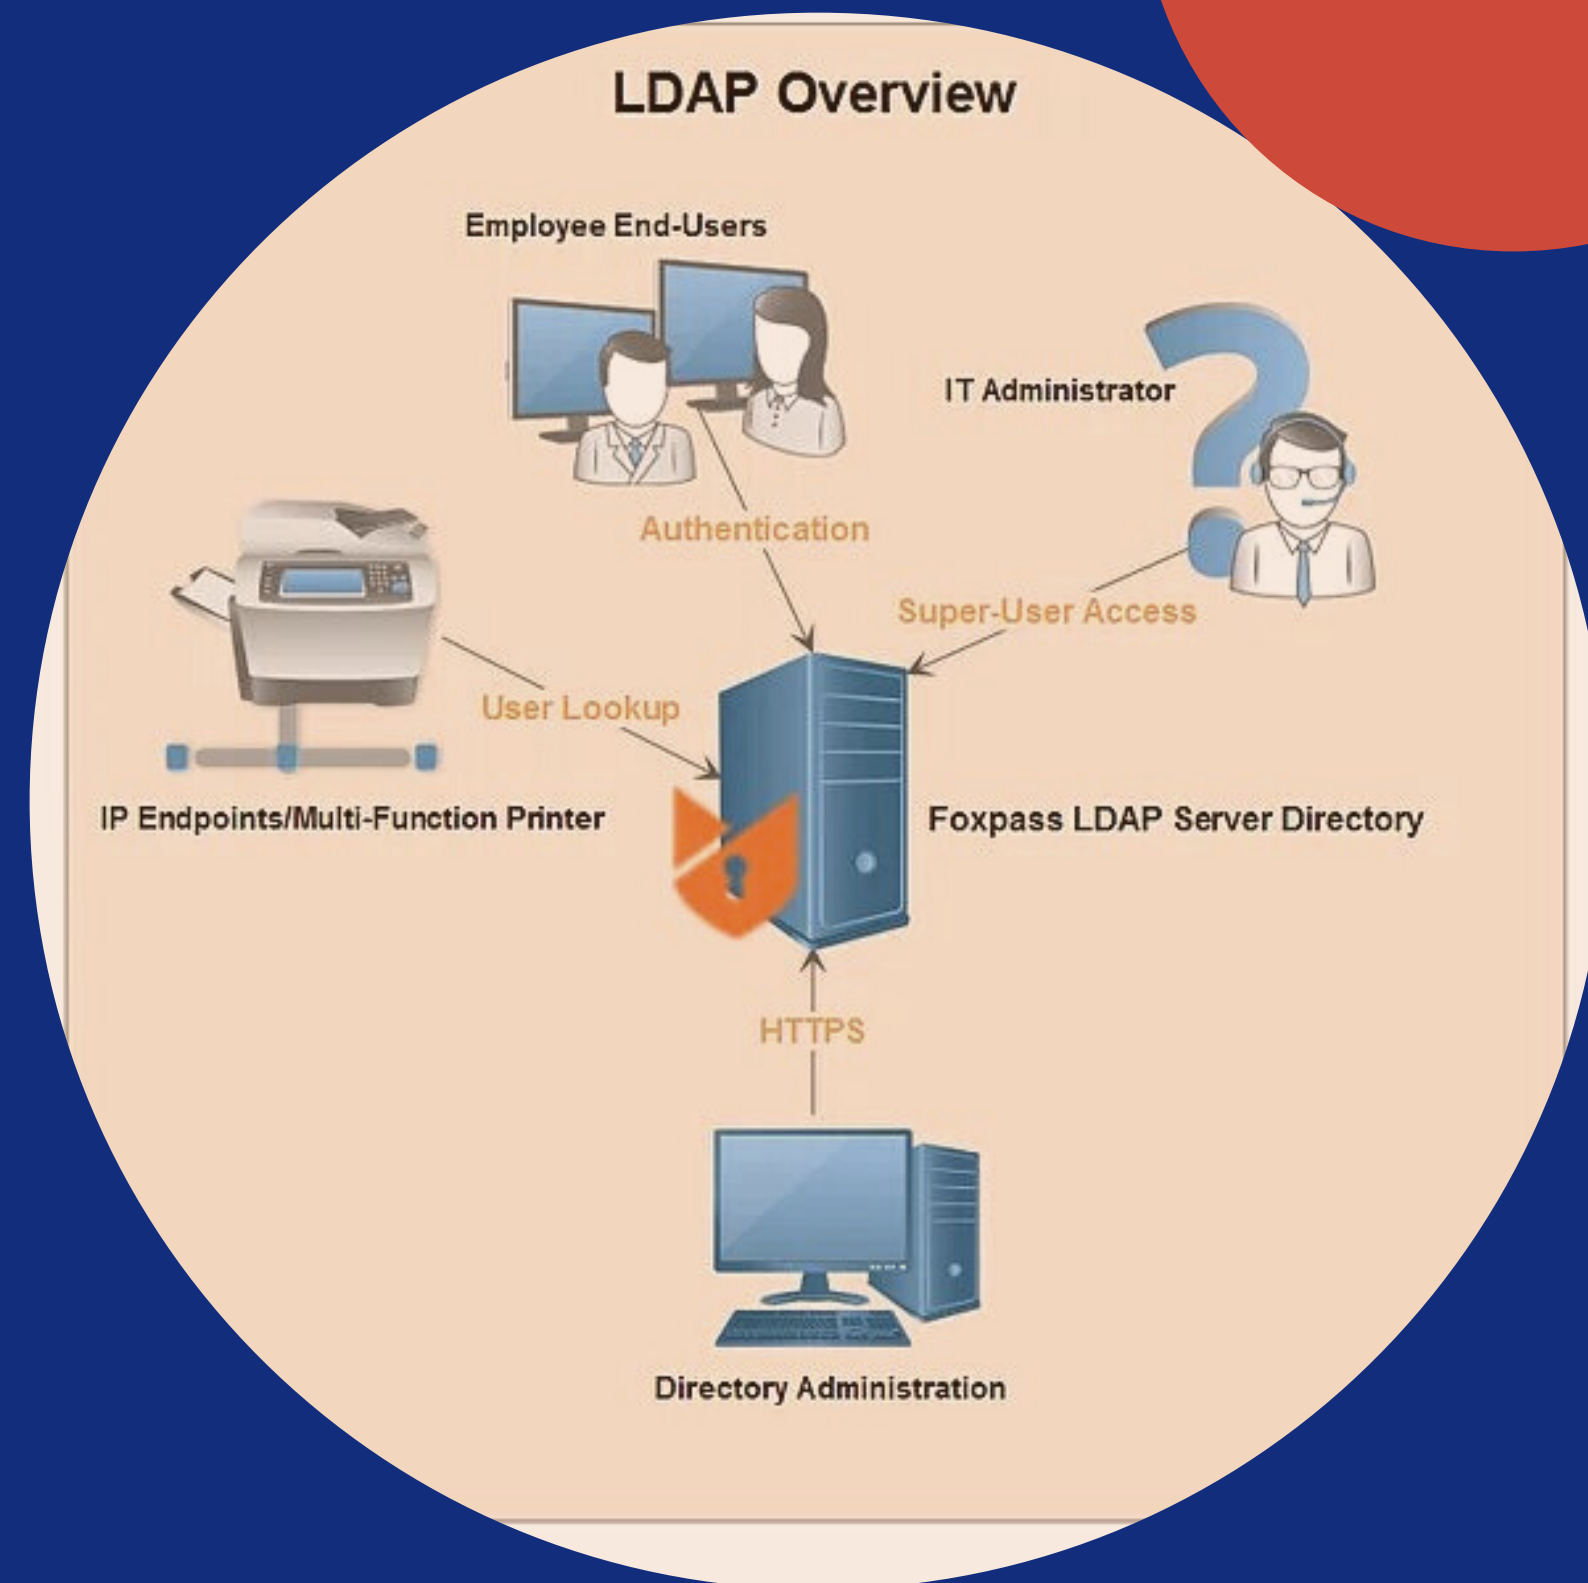 LDAP Overview
Employee End-Users
IT Administrator
Authentication
Super-User Access
User Lookup
IP Endpoints/Multi-Function Printer
Foxpass LDAP Server Directory
HTTPS
Directory Administration